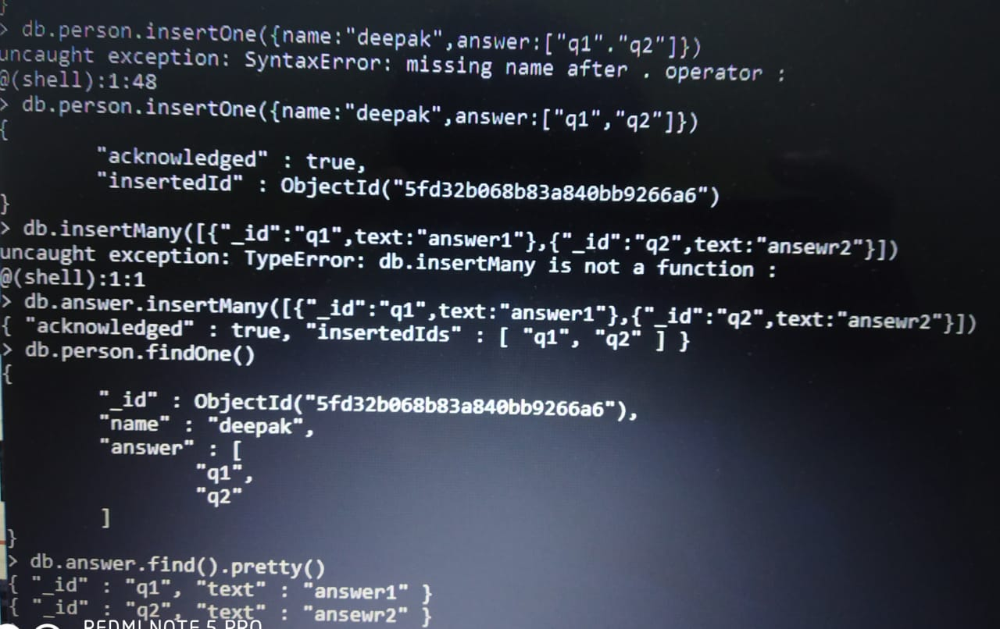 }
> db.person.insertOne({name:"deepak",answer:["q1"."q2"]})
uncaught exception: SyntaxError: missing name after . operator :
@(shell):1:48
> db.person.insertOne({name:"deepak",answer:["q1","q2"]})
{
"acknowledged" : true,
"insertedId" : ObjectId("5fd32b068b83a840bb9266a6")
}
> db.insertMany([{"_id":"q1",text:"answer1"},{"_id":"q2",text:"ansewr2"}])
uncaught exception: TypeError: db.insertMany is not a function :
@(shell):1:1
> db.answer.insertMany([{"_id":"q1",text:"answer1"},{"_id":"q2",text:"ansewr2"}])
{ "acknowledged" : true, "insertedIds" : [ "q1", "q2" ] }
> db.person.findOne()
{
"_id" : ObjectId("5fd32b068b83a840bb9266a6"),
"name" : "deepak",
"answer" : [
"q1",
"q2"
]
}
> db.answer.find().pretty()
{ "_id" : "q1", "text" : "answer1" }
{ "_id" : "q2", "text" : "ansewr2" }
REDMI NOTE 5 PRO